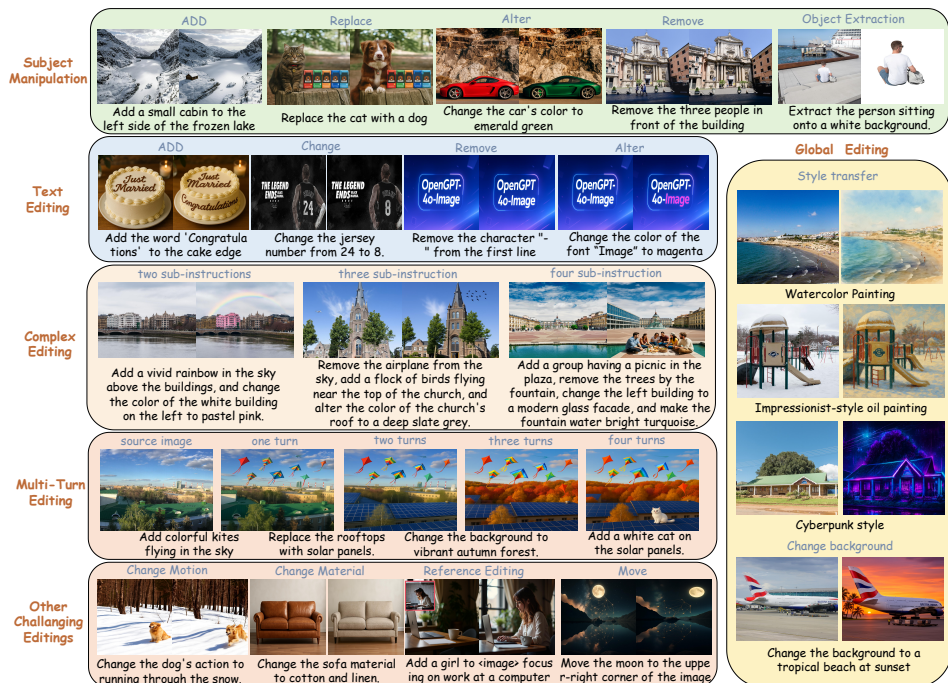 Subject
Manipulation
ADD
Replace
Alter
Remove
Object Extraction
Add a small cabin to the
left side of the frozen lake
Replace the cat with a dog
Change the car's color to
emerald green
Remove the three people in
front of the building
Extract the person sitting
onto a white background.
Text
Editing
ADD
Change
Remove
Alter
Just
Married
Just
Married
Congratulations
THE LEGEND
ENDS
24
THE LEGEND
ENDS
8
OpenGPT-
4o-Image
OpenGPT
4o-Image
OpenGPT
4o-Image
OpenGPT
4o-Image
Add the word 'Congratula
tions' to the cake edge
Change the jersey
number from 24 to 8.
Remove the character "-
" from the first line
Change the color of the
font "Image" to magenta
Complex
Editing
two sub-instructions
three sub-instruction
four sub-instruction
Add a vivid rainbow in the sky
above the buildings, and change
the color of the white building
on the left to pastel pink.
Remove the airplane from the
sky, add a flock of birds flying
near the top of the church, and
alter the color of the church's
roof to a deep slate grey.
Add a group having a picnic in the
plaza, remove the trees by the
fountain, change the left building to
a modern glass facade, and make the
fountain water bright turquoise.
Multi-Turn
Editing
source image
one turn
two turns
three turns
four turns
Add colorful kites
flying in the sky
Replace the rooftops
with solar panels.
Change the background to
vibrant autumn forest.
Add a white cat on
the solar panels.
Other
Challanging
Editings
Change Motion
Change Material
Reference Editing
Move
Change the dog's action to
running through the snow.
Change the sofa material
to cotton and linen.
Add a girl to <image> focus
ing on work at a computer
Move the moon to the uppe
r-right corner of the image
Global Editing
Style transfer
Watercolor Painting
Impressionist-style oil painting
Cyberpunk style
Change background
Change the background to a
tropical beach at sunset